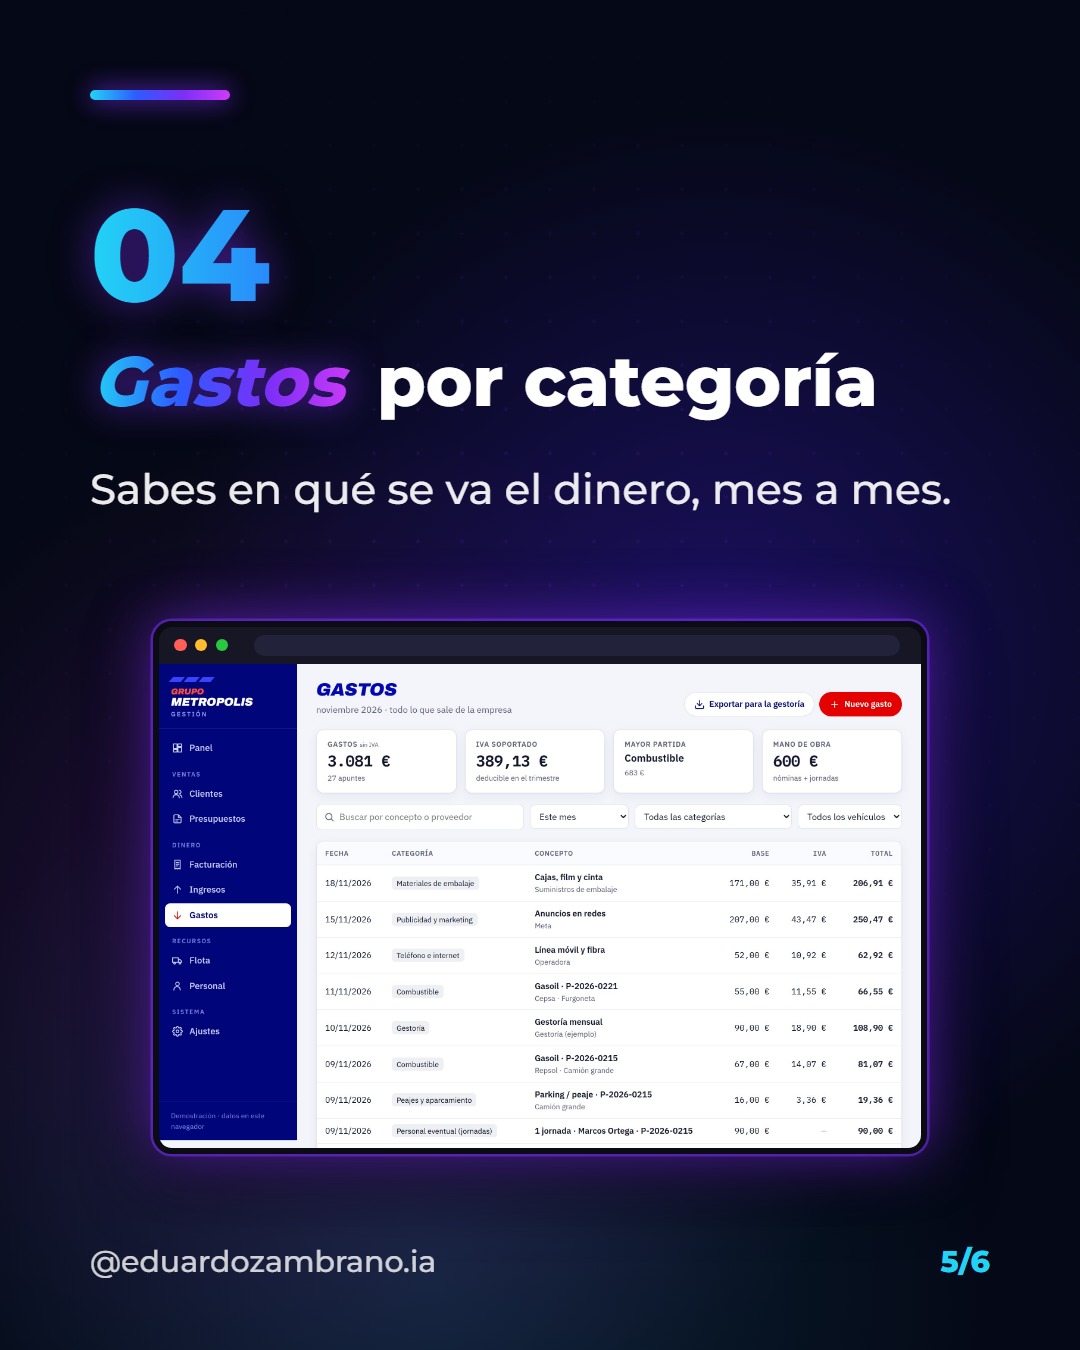 04
Gastos por categoría
Sabes en qué se va el dinero, mes a mes.
GRUPO
METROPOLIS
GESTIÓN
Panel
VENTAS
Clientes
Presupuestos
DINERO
Facturación
Ingresos
Gastos
RECURSOS
Flota
Personal
SISTEMA
Ajustes
Demostración · datos en este
navegador
GASTOS
noviembre 2026 · todo lo que sale de la empresa
Exportar para la gestoría
+ Nuevo gasto
GASTOS sin IVA
3.081 €
27 apuntes
IVA SOPORTADO
389,13 €
deducible en el trimestre
MAYOR PARTIDA
Combustible
683 €
MANO DE OBRA
600 €
nóminas + jornadas
Buscar por concepto o proveedor
Este mes
Todas las categorías
Todos los vehículos
FECHA CATEGORÍA CONCEPTO BASE IVA TOTAL
18/11/2026 Materiales de embalaje Cajas, film y cinta 171,00 € 35,91 € 206,91 €
Suministros de embalaje
15/11/2026 Publicidad y marketing Anuncios en redes 207,00 € 43,47 € 250,47 €
Meta
12/11/2026 Teléfono e internet Línea móvil y fibra 52,00 € 10,92 € 62,92 €
Operadora
11/11/2026 Combustible Gasoil · P-2026-0221 55,00 € 11,55 € 66,55 €
Cepsa · Furgoneta
10/11/2026 Gestoría Gestoría mensual 90,00 € 18,90 € 108,90 €
Gestoría (ejemplo)
09/11/2026 Combustible Gasoil · P-2026-0215 67,00 € 14,07 € 81,07 €
Repsol · Camión grande
09/11/2026 Peajes y aparcamiento Parking / peaje · P-2026-0215 16,00 € 3,36 € 19,36 €
Camión grande
09/11/2026 Personal eventual (jornadas) 1 jornada · Marcos Ortega · P-2026-0215 90,00 € — 90,00 €
@eduardozambrano.ia
5/6